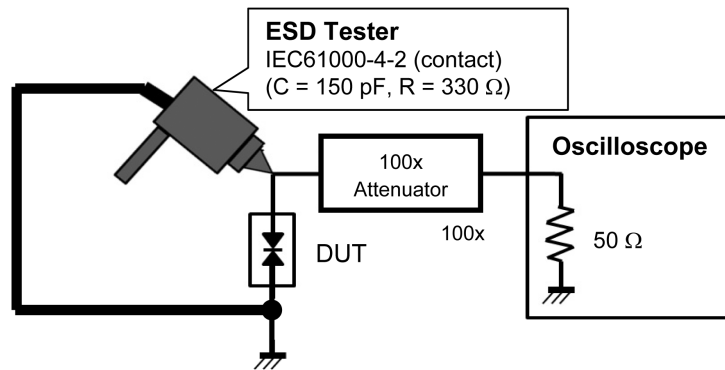 ESD Tester
IEC61000-4-2 (contact)
(C = 150 pF, R = 330 Ω)
Oscilloscope
100x
Attenuator
100x
50 Ω
DUT